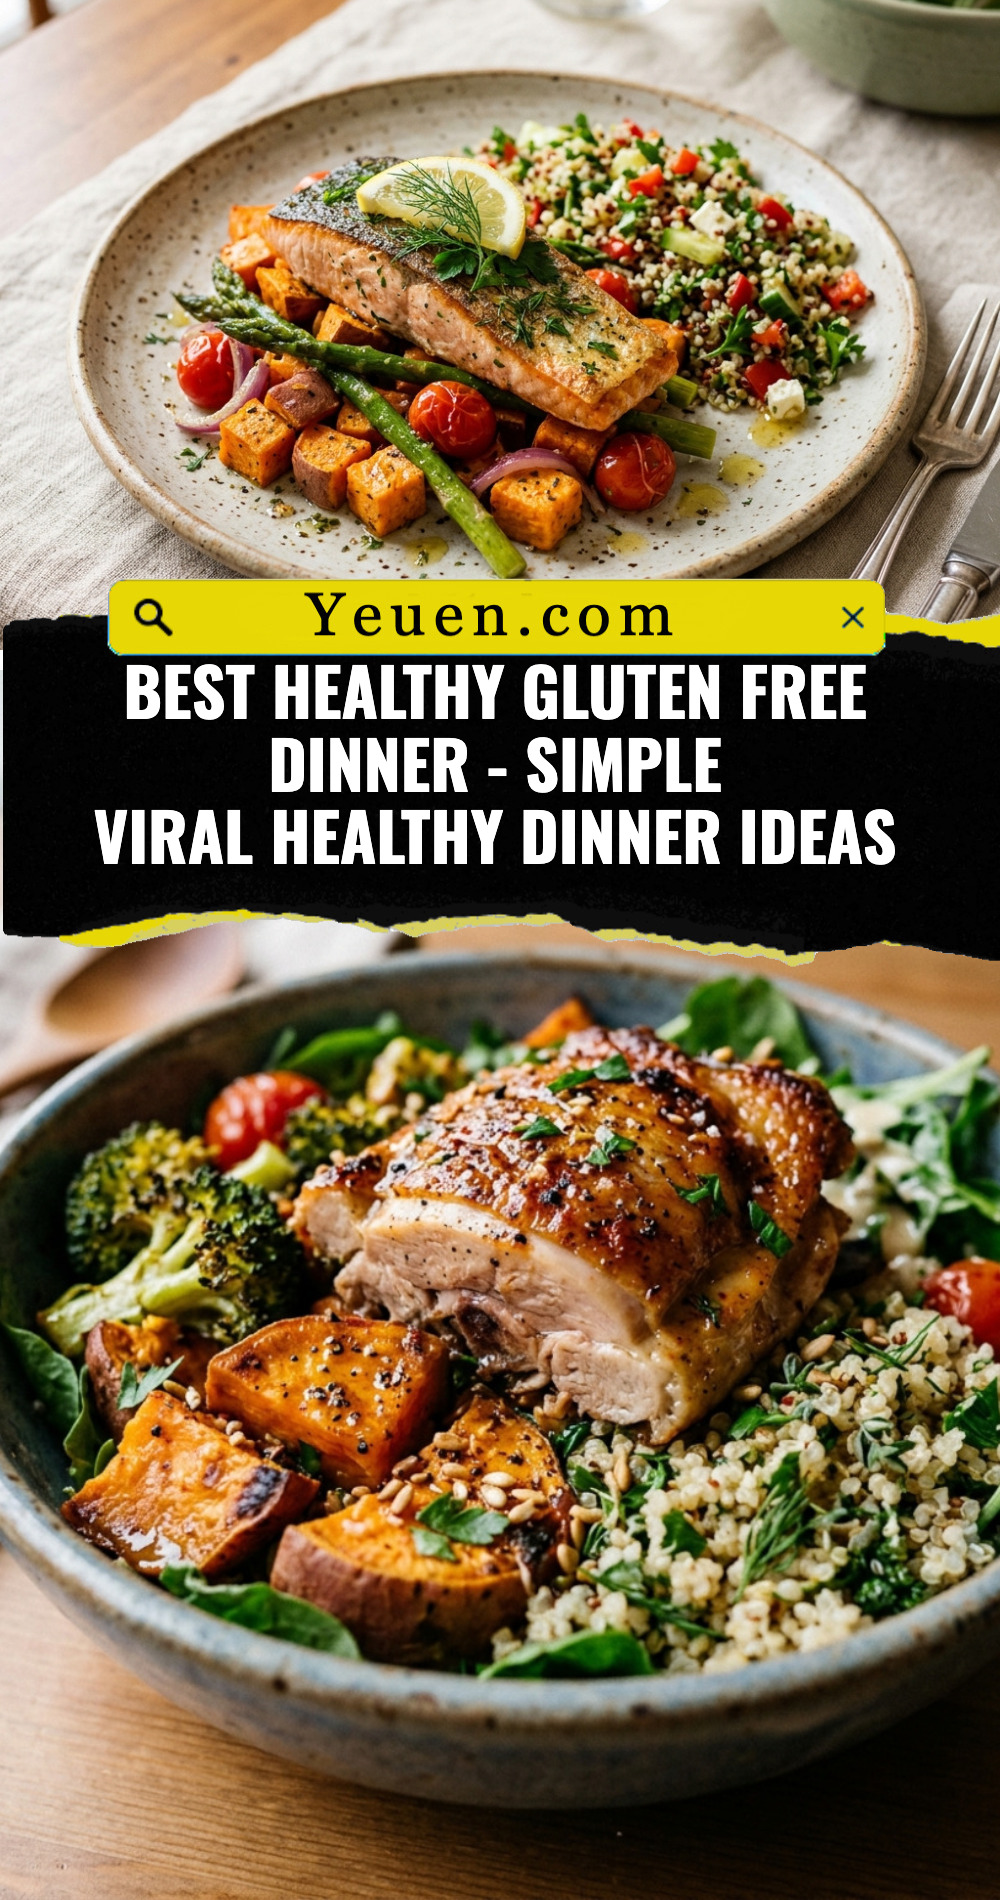 Yeuen.com
BEST HEALTHY GLUTEN FREE
DINNER - SIMPLE
VIRAL HEALTHY DINNER IDEAS